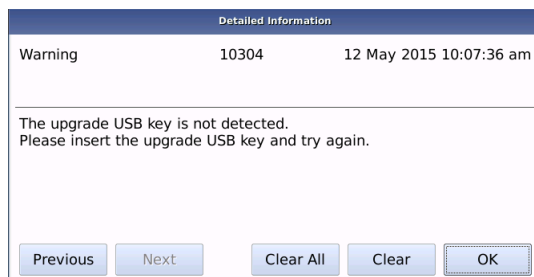 Detailed Information
Warning 10304 12 May 2015 10:07:36 am
The upgrade USB key is not detected.
Please insert the upgrade USB key and try again.
Previous Next Clear All Clear OK